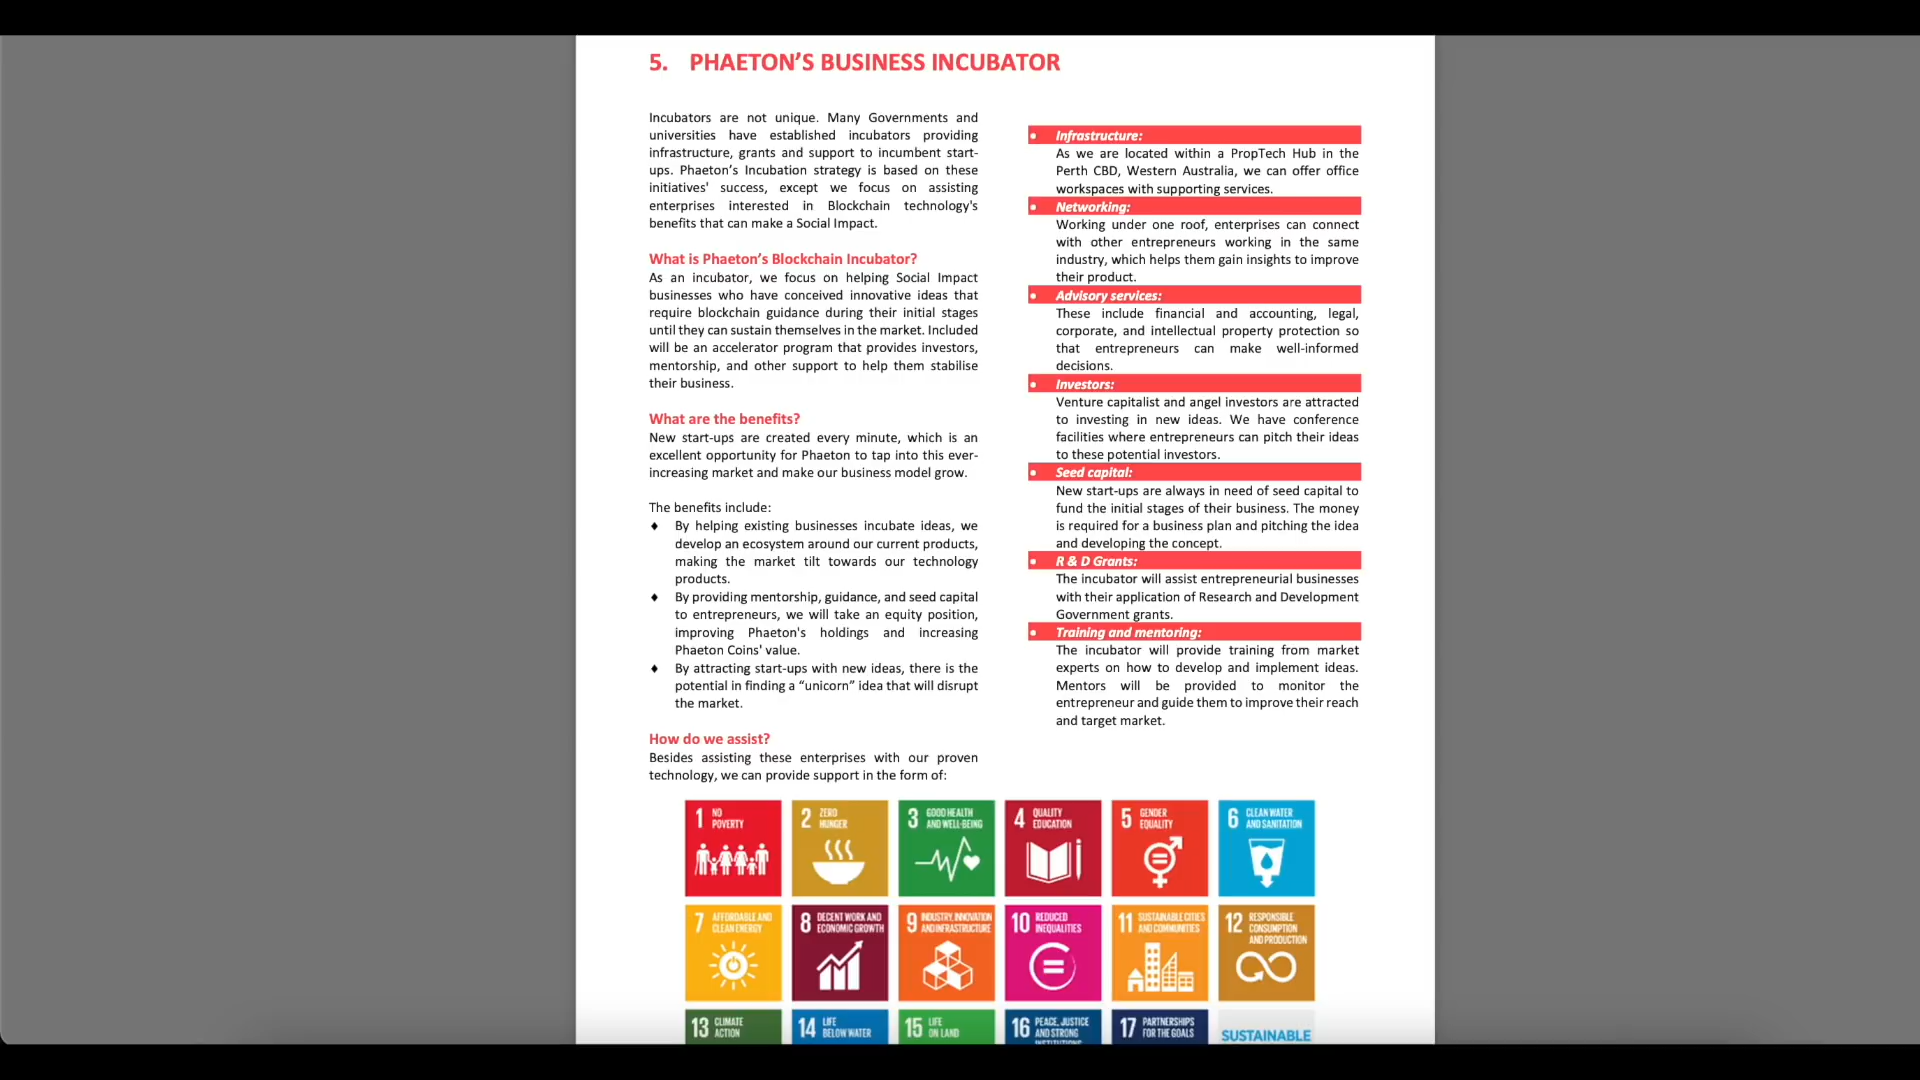 5. PHAETON’S BUSINESS INCUBATOR
Incubators are not unique. Many Governments and
universities have established incubators providing
infrastructure, grants and support to incumbent start-
ups. Phaeton’s Incubation strategy is based on these
initiatives' success, except we focus on assisting
enterprises interested in Blockchain technology's
benefits that can make a Social Impact.
What is Phaeton’s Blockchain Incubator?
As an incubator, we focus on helping Social Impact
businesses who have conceived innovative ideas that
require blockchain guidance during their initial stages
until they can sustain themselves in the market. Included
will be an accelerator program that provides investors,
mentorship, and other support to help them stabilise
their business.
What are the benefits?
New start-ups are created every minute, which is an
excellent opportunity for Phaeton to tap into this ever-
increasing market and make our business model grow.
The benefits include:
♦ By helping existing businesses incubate ideas, we
develop an ecosystem around our current products,
making the market tilt towards our technology
products.
♦ By providing mentorship, guidance, and seed capital
to entrepreneurs, we will take an equity position,
improving Phaeton's holdings and increasing
Phaeton Coins' value.
♦ By attracting start-ups with new ideas, there is the
potential in finding a “unicorn” idea that will disrupt
the market.
How do we assist?
Besides assisting these enterprises with our proven
technology, we can provide support in the form of:
• Infrastructure:
As we are located within a PropTech Hub in the
Perth CBD, Western Australia, we can offer office
workspaces with supporting services.
• Networking:
Working under one roof, enterprises can connect
with other entrepreneurs working in the same
industry, which helps them gain insights to improve
their product.
• Advisory services:
These include financial and accounting, legal,
corporate, and intellectual property protection so
that entrepreneurs can make well-informed
decisions.
• Investors:
Venture capitalist and angel investors are attracted
to investing in new ideas. We have conference
facilities where entrepreneurs can pitch their ideas
to these potential investors.
• Seed capital:
New start-ups are always in need of seed capital to
fund the initial stages of their business. The money
is required for a business plan and pitching the idea
and developing the concept.
• R & D Grants:
The incubator will assist entrepreneurial businesses
with their application of Research and Development
Government grants.
• Training and mentoring:
The incubator will provide training from market
experts on how to develop and implement ideas.
Mentors will be provided to monitor the
entrepreneur and guide them to improve their reach
and target market.
1 NO
POVERTY
2 ZERO
HUNGER
3 GOOD HEALTH
AND WELL-BEING
4 QUALITY
EDUCATION
5 GENDER
EQUALITY
6 CLEAN WATER
AND SANITATION
7 AFFORDABLE AND
CLEAN ENERGY
8 DECENT WORK AND
ECONOMIC GROWTH
9 INDUSTRY, INNOVATION
AND INFRASTRUCTURE
10 REDUCED
INEQUALITIES
11 SUSTAINABLE CITIES
AND COMMUNITIES
12 RESPONSIBLE
CONSUMPTION
AND PRODUCTION
13 CLIMATE
ACTION
14 LIFE
BELOW WATER
15 LIFE
ON LAND
16 PEACE, JUSTICE
AND STRONG
INSTITUTIONS
17 PARTNERSHIPS
FOR THE GOALS
SUSTAINABLE